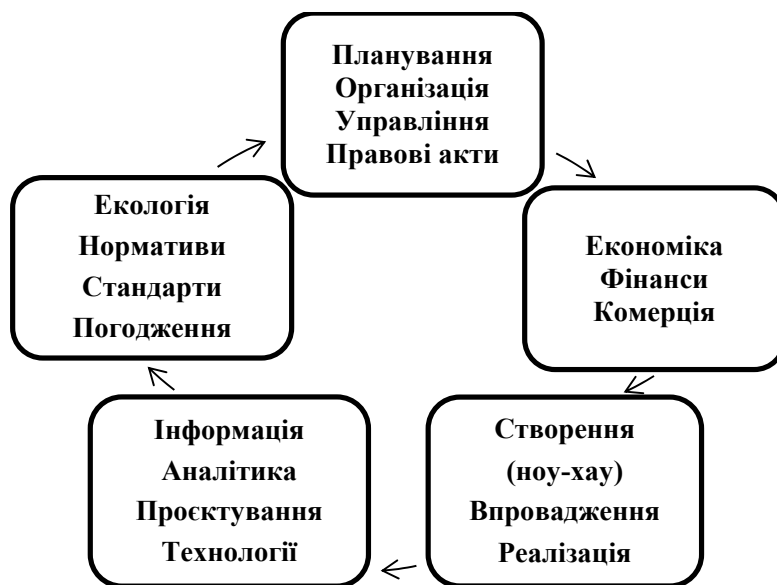 Планування
Організація
Управління
Правові акти
Економіка
Фінанси
Комерція
Створення
(ноу-хау)
Впровадження
Реалізація
Інформація
Аналітика
Проєктування
Технології
Екологія
Нормативи
Стандарти
Погодження